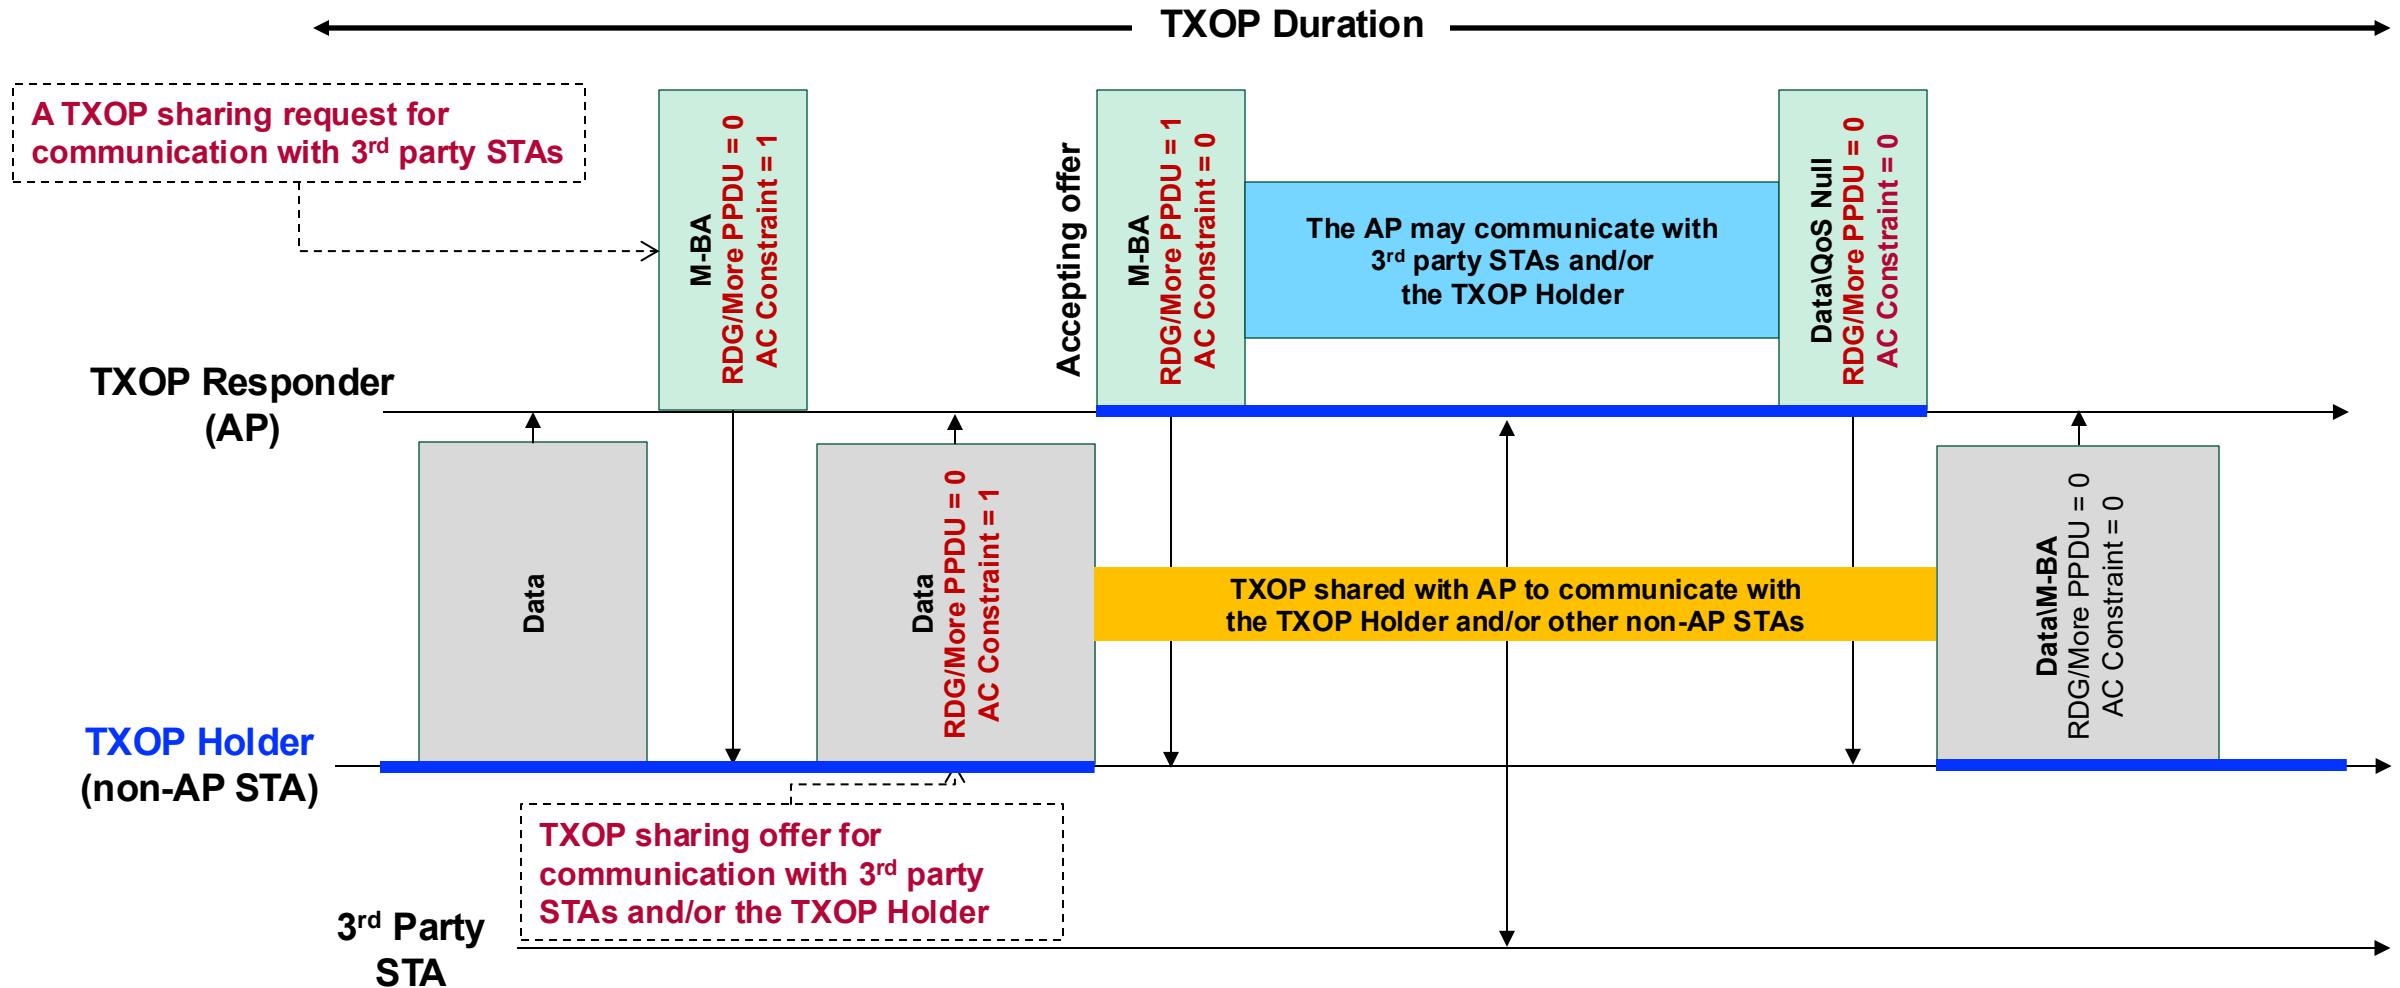 TXOP Duration
A TXOP sharing request for
communication with 3rd party STAs
M-BA
RDG/More PPDU = 0
AC Constraint = 1
Accepting offer
M-BA
RDG/More PPDU = 1
AC Constraint = 0
The AP may communicate with
3rd party STAs and/or
the TXOP Holder
Data\QoS Null
RDG/More PPDU = 0
AC Constraint = 0
TXOP Responder
(AP)
Data
Data
RDG/More PPDU = 0
AC Constraint = 1
TXOP shared with AP to communicate with
the TXOP Holder and/or other non-AP STAs
Data\M-BA
RDG/More PPDU = 0
AC Constraint = 0
TXOP Holder
(non-AP STA)
TXOP sharing offer for
communication with 3rd party
STAs and/or the TXOP Holder
3rd Party
STA